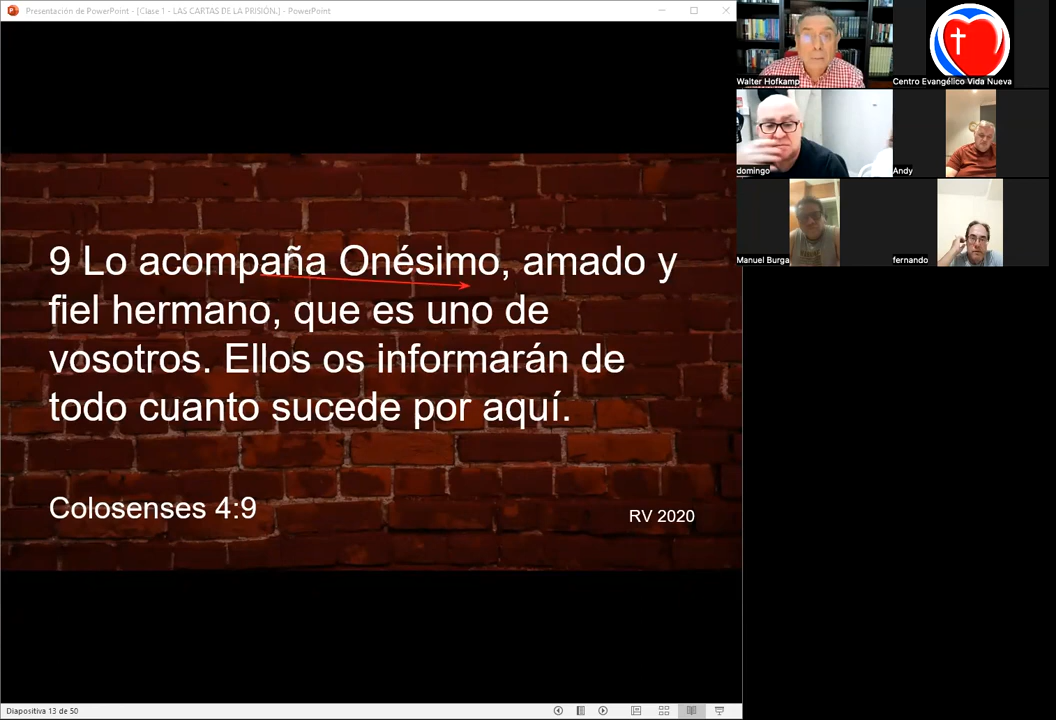 Presentación de PowerPoint - [Clase 1 - LAS CARTAS DE LA PRISIÓN.] - PowerPoint
Walter Hofkamp
Centro Evangélico Vida Nueva
domingo
Andy
Manuel Burga
fernando
9 Lo acompaña Onésimo, amado y
fiel hermano, que es uno de
vosotros. Ellos os informarán de
todo cuanto sucede por aquí.
Colosenses 4:9
RV 2020
Diapositiva 13 de 50